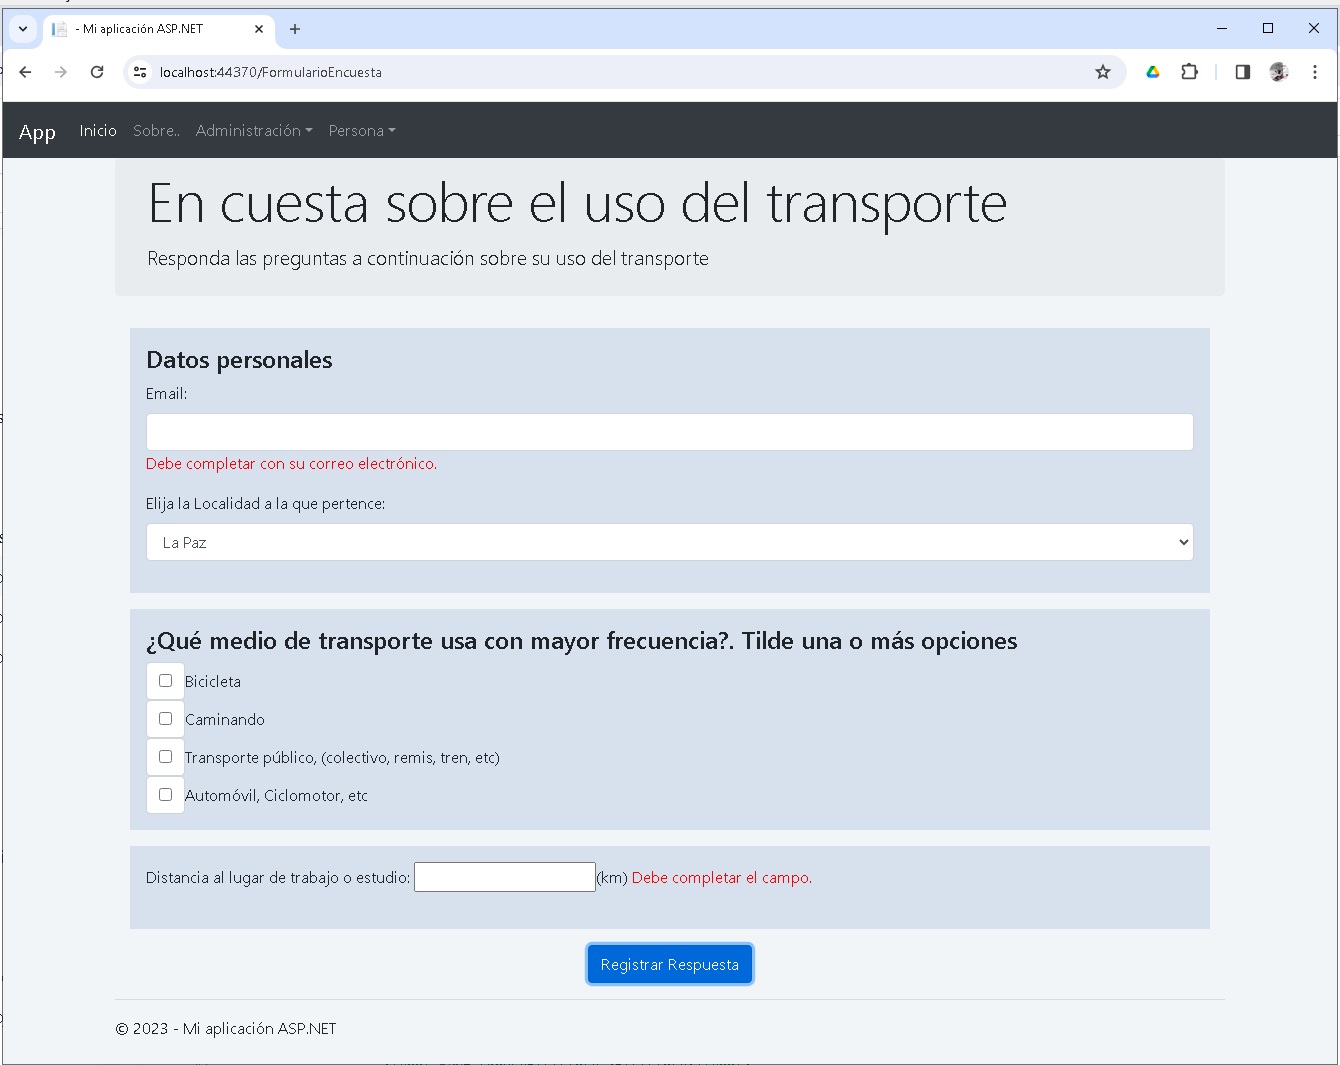 - Mi aplicación ASP.NET
localhost:44370/FormularioEncuesta
App Inicio Sobre.. Administración Persona
En cuesta sobre el uso del transporte
Responda las preguntas a continuación sobre su uso del transporte
Datos personales
Email:
Debe completar con su correo electrónico.
Elija la Localidad a la que pertence:
La Paz
¿Qué medio de transporte usa con mayor frecuencia?. Tilde una o más opciones
Bicicleta
Caminando
Transporte público, (colectivo, remis, tren, etc)
Automóvil, Ciclomotor, etc
Distancia al lugar de trabajo o estudio: (km) Debe completar el campo.
Registrar Respuesta
© 2023 - Mi aplicación ASP.NET